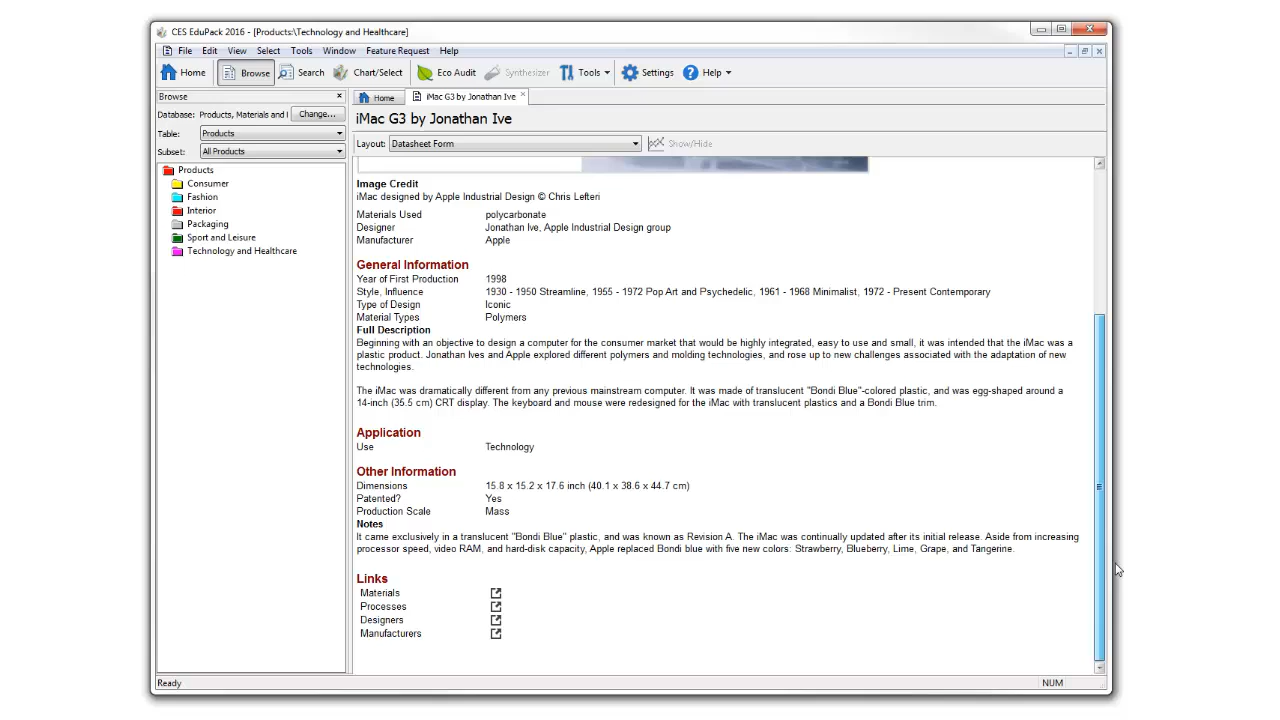 CES EduPack 2016 - [Products:\Technology and Healthcare]
File Edit View Select Tools Window Feature Request Help
Home Browse Search Chart/Select Eco Audit Synthesizer Tools Settings Help
Browse
Home iMac G3 by Jonathan Ive
Database: Products, Materials and Change...
iMac G3 by Jonathan Ive
Table: Products
Layout: Datasheet Form Show/Hide
Subset: All Products
Products
Consumer
Fashion
Interior
Packaging
Sport and Leisure
Technology and Healthcare
Image Credit
iMac designed by Apple Industrial Design © Chris Lefteri
Materials Used polycarbonate
Designer Jonathan Ive, Apple Industrial Design group
Manufacturer Apple
General Information
Year of First Production 1998
Style, Influence 1930 - 1950 Streamline, 1955 - 1972 Pop Art and Psychedelic, 1961 - 1968 Minimalist, 1972 - Present Contemporary
Type of Design Iconic
Material Types Polymers
Full Description
Beginning with an objective to design a computer for the consumer market that would be highly integrated, easy to use and small, it was intended that the iMac was a
plastic product. Jonathan Ives and Apple explored different polymers and molding technologies, and rose up to new challenges associated with the adaptation of new
technologies.
The iMac was dramatically different from any previous mainstream computer. It was made of translucent "Bondi Blue"-colored plastic, and was egg-shaped around a
14-inch (35.5 cm) CRT display. The keyboard and mouse were redesigned for the iMac with translucent plastics and a Bondi Blue trim.
Application
Use Technology
Other Information
Dimensions 15.8 x 15.2 x 17.6 inch (40.1 x 38.6 x 44.7 cm)
Patented? Yes
Production Scale Mass
Notes
It came exclusively in a translucent "Bondi Blue" plastic, and was known as Revision A. The iMac was continually updated after its initial release. Aside from increasing
processor speed, video RAM, and hard-disk capacity, Apple replaced Bondi blue with five new colors: Strawberry, Blueberry, Lime, Grape, and Tangerine.
Links
Materials
Processes
Designers
Manufacturers
Ready NUM